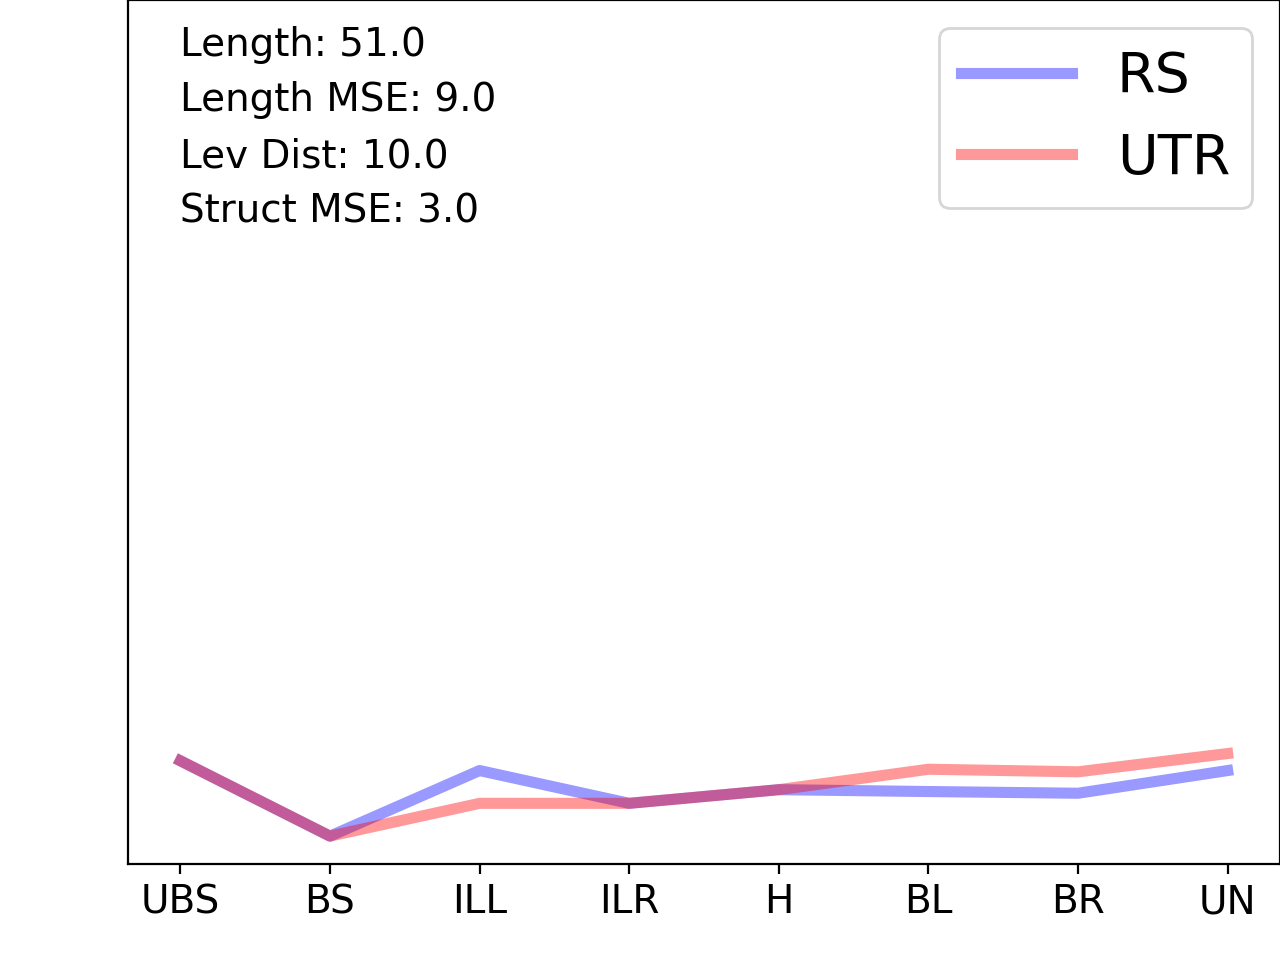 Length: 51.0
Length MSE: 9.0
Lev Dist: 10.0
Struct MSE: 3.0
RS
UTR
UBS BS ILL ILR H BL BR UN